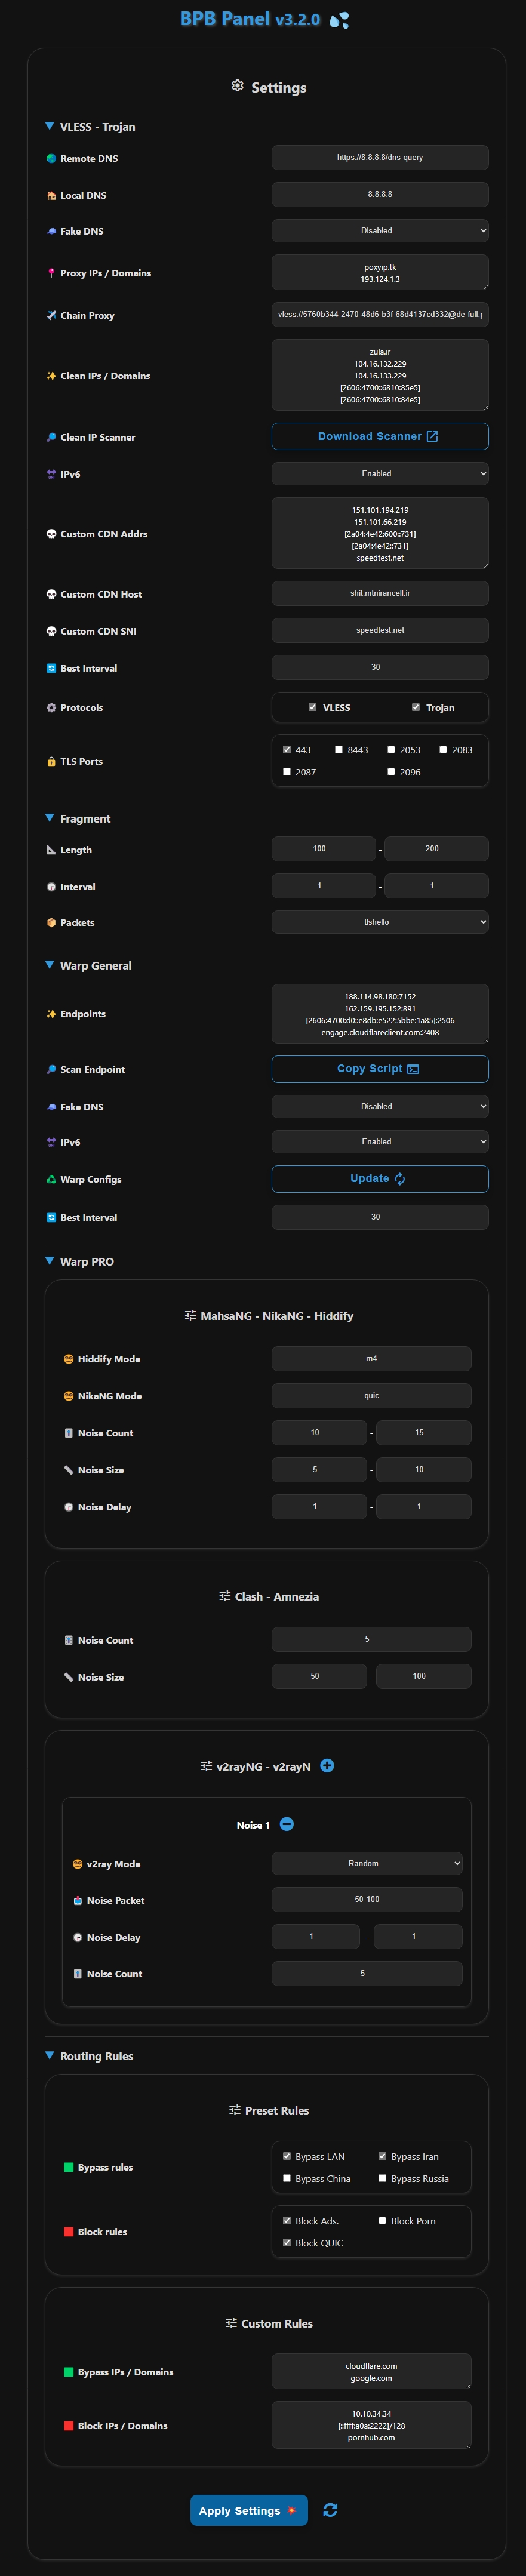 BPB Panel v3.2.0 💦
Settings
VLESS - Trojan
Remote DNS https://8.8.8.8/dns-query
Local DNS 8.8.8.8
Fake DNS Disabled
Proxy IPs / Domains
poxyip.tk
193.124.1.3
Chain Proxy vless://5760b344-2470-48d6-b3f-68d4137cd332@de-full.p
Clean IPs / Domains
zula.ir
104.16.132.229
104.16.133.229
[2606:4700::6810:85e5]
[2606:4700::6810:84e5]
Clean IP Scanner Download Scanner
IPv6 Enabled
Custom CDN Addrs
151.101.194.219
151.101.66.219
[2a04:4e42:600::731]
[2a04:4e42::731]
speedtest.net
Custom CDN Host shit.mtnirancell.ir
Custom CDN SNI speedtest.net
Best Interval 30
Protocols VLESS Trojan
TLS Ports
443 8443 2053 2083
2087 2096
Fragment
Length 100 - 200
Interval 1 - 1
Packets tlshello
Warp General
Endpoints
188.114.98.180:7152
162.159.195.152:891
[2606:4700:d0::e8db:e522:5bbe:1a85]:2506
engage.cloudflareclient.com:2408
Scan Endpoint Copy Script
Fake DNS Disabled
IPv6 Enabled
Warp Configs Update
Best Interval 30
Warp PRO
MahsaNG - NikaNG - Hiddify
Hiddify Mode m4
NikaNG Mode quic
Noise Count 10 - 15
Noise Size 5 - 10
Noise Delay 1 - 1
Clash - Amnezia
Noise Count 5
Noise Size 50 - 100
v2rayNG - v2rayN
Noise 1
v2ray Mode Random
Noise Packet 50-100
Noise Delay 1 - 1
Noise Count 5
Routing Rules
Preset Rules
Bypass rules
Bypass LAN Bypass Iran
Bypass China Bypass Russia
Block rules
Block Ads. Block Porn
Block QUIC
Custom Rules
Bypass IPs / Domains
cloudflare.com
google.com
Block IPs / Domains
10.10.34.34
[::ffff:a0a:2222]/128
pornhub.com
Apply Settings 💥